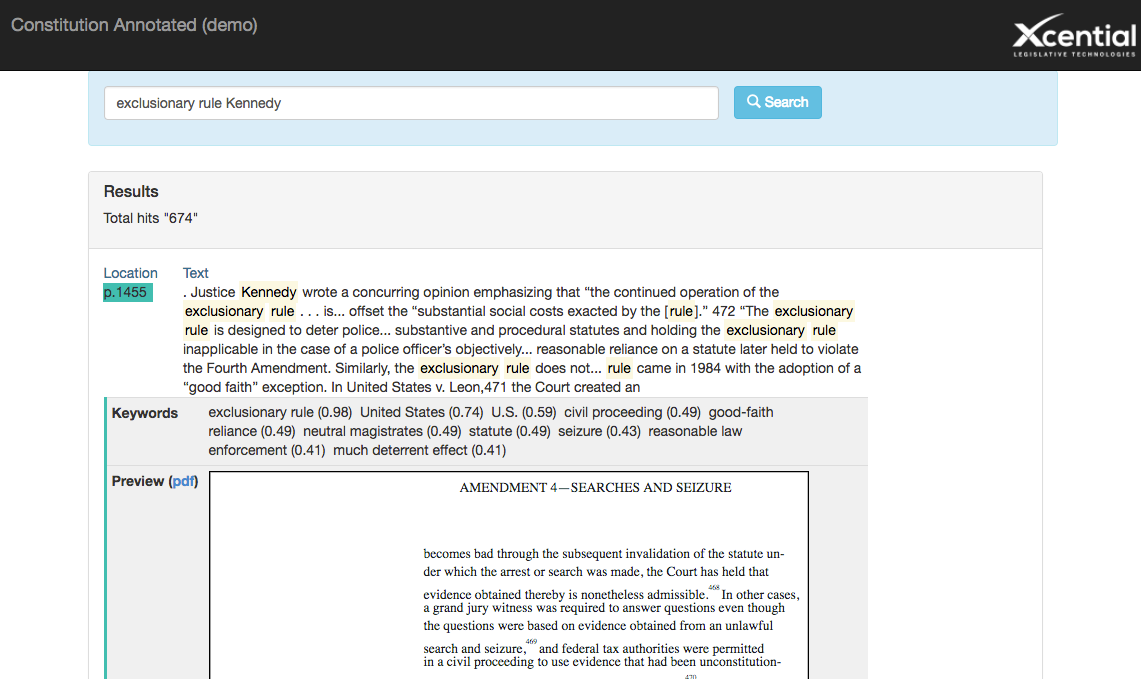 Constitution Annotated (demo)
Xcential
LEGISLATIVE TECHNOLOGIES
exclusionary rule Kennedy
Search
Results
Total hits "674"
Location Text
p.1455 . Justice Kennedy wrote a concurring opinion emphasizing that “the continued operation of the
exclusionary rule . . . is... offset the “substantial social costs exacted by the [rule].” 472 “The exclusionary
rule is designed to deter police... substantive and procedural statutes and holding the exclusionary rule
inapplicable in the case of a police officer’s objectively... reasonable reliance on a statute later held to violate
the Fourth Amendment. Similarly, the exclusionary rule does not... rule came in 1984 with the adoption of a
“good faith” exception. In United States v. Leon,471 the Court created an
Keywords exclusionary rule (0.98) United States (0.74) U.S. (0.59) civil proceeding (0.49) good-faith
reliance (0.49) neutral magistrates (0.49) statute (0.49) seizure (0.43) reasonable law
enforcement (0.41) much deterrent effect (0.41)
Preview (pdf)
AMENDMENT 4—SEARCHES AND SEIZURE
becomes bad through the subsequent invalidation of the statute un-
der which the arrest or search was made, the Court has held that
evidence obtained thereby is nonetheless admissible.468 In other cases,
a grand jury witness was required to answer questions even though
the questions were based on evidence obtained from an unlawful
search and seizure,469 and federal tax authorities were permitted
in a civil proceeding to use evidence that had been unconstitution-
470